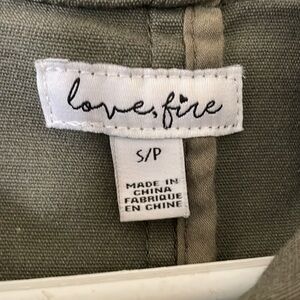 love, fire
S/P
MADE IN
CHINA
FABRIQUE
EN CHINE